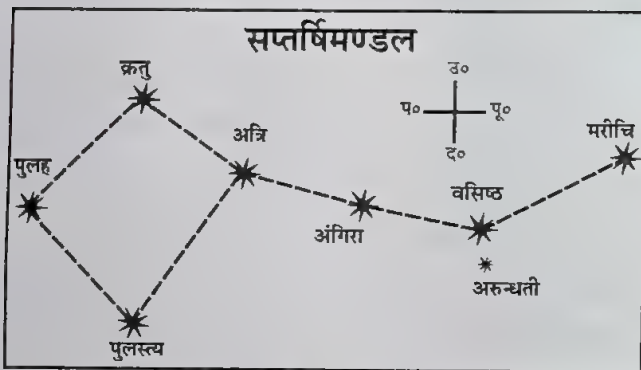 सप्तर्षिमण्डल
क्रतु
उ०
प०
पू०
द०
मरीचि
अत्रि
पुलह
वसिष्ठ
अंगिरा
अरुन्धती
पुलस्त्य